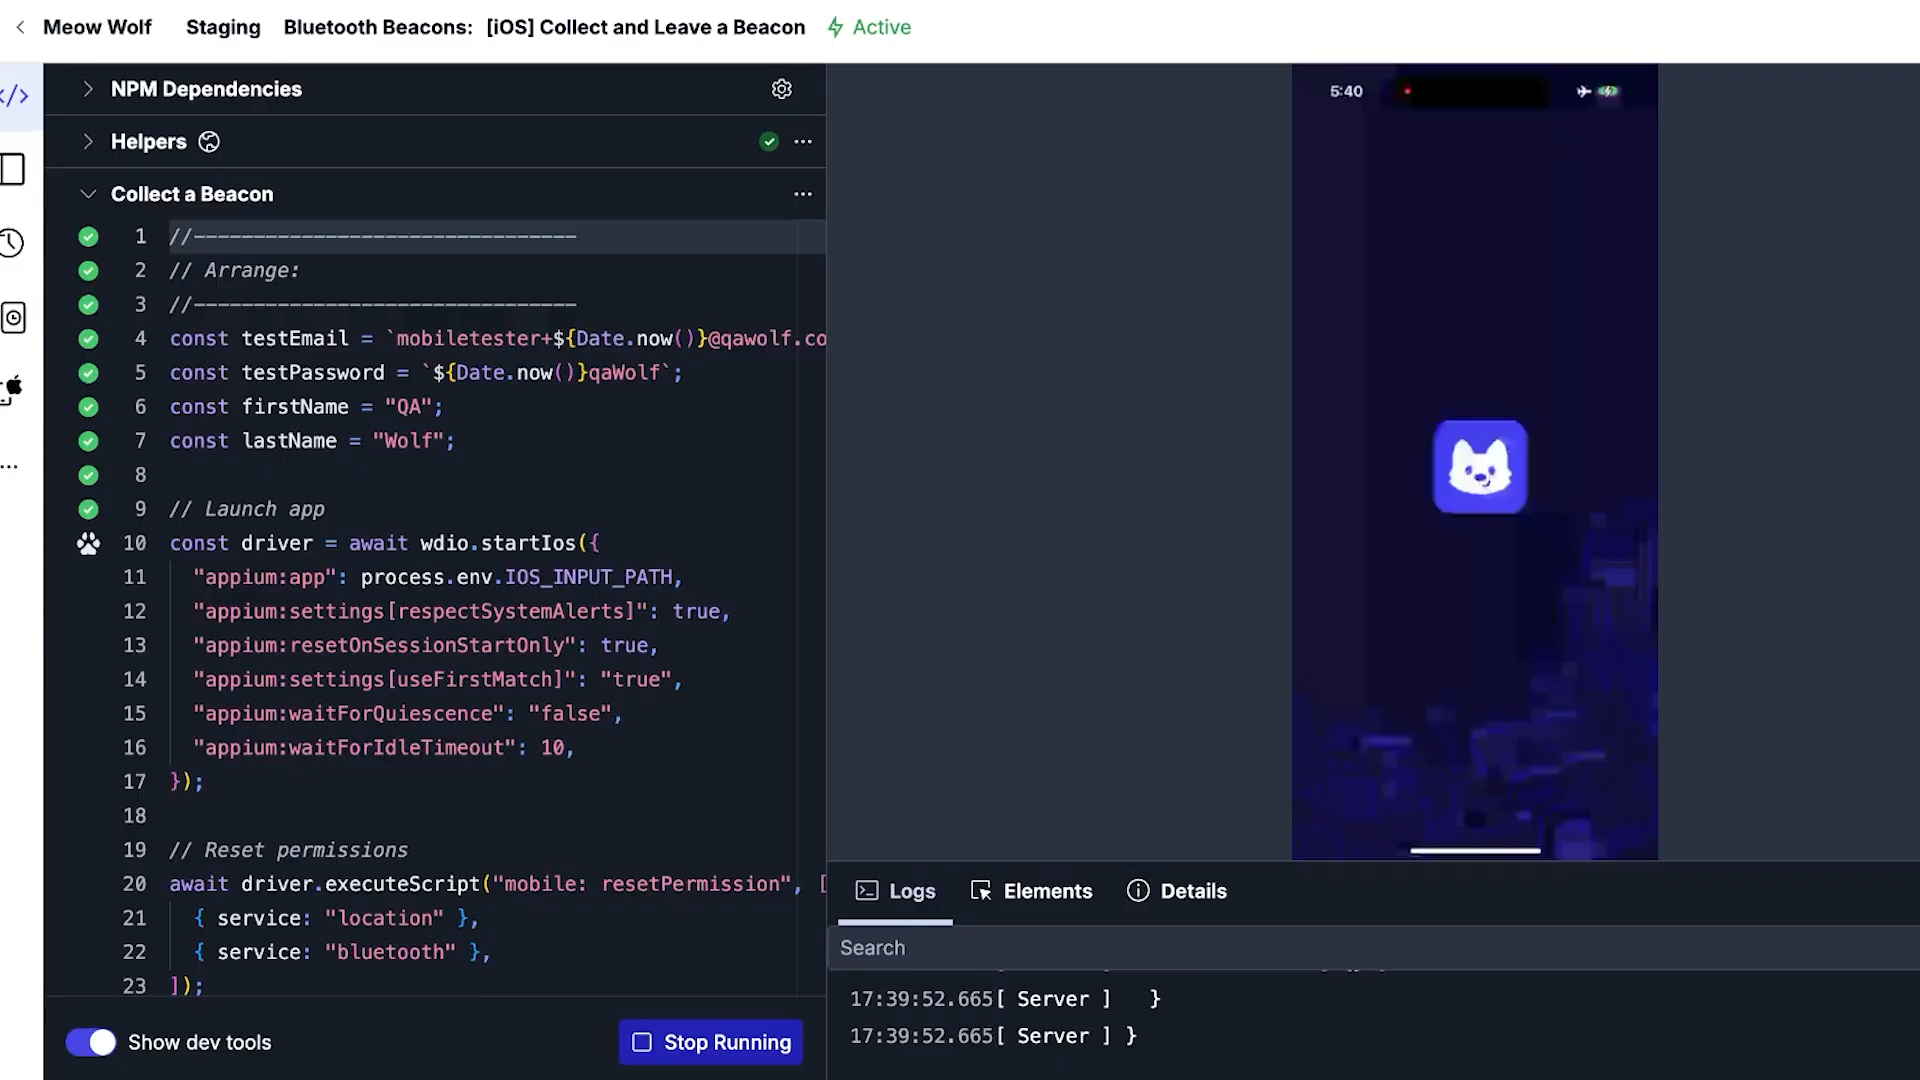 Meow Wolf Staging Bluetooth Beacons: [iOS] Collect and Leave a Beacon Active
NPM Dependencies
Helpers
Collect a Beacon
1 //--------------------------------
2 // Arrange:
3 //--------------------------------
4 const testEmail = `mobiletester+${Date.now()}@qawolf.co
5 const testPassword = `${Date.now()}qaWolf`;
6 const firstName = "QA";
7 const lastName = "Wolf";
8
9 // Launch app
10 const driver = await wdio.startIos({
11 "appium:app": process.env.IOS_INPUT_PATH,
12 "appium:settings[respectSystemAlerts]": true,
13 "appium:resetOnSessionStartOnly": true,
14 "appium:settings[useFirstMatch]": "true",
15 "appium:waitForQuiescence": "false",
16 "appium:waitForIdleTimeout": 10,
17 });
18
19 // Reset permissions
20 await driver.executeScript("mobile: resetPermission", [
21 { service: "location" },
22 { service: "bluetooth" },
23 ]);
Show dev tools
Stop Running
5:40
Logs Elements Details
Search
17:39:52.665[ Server ] }
17:39:52.665[ Server ] }